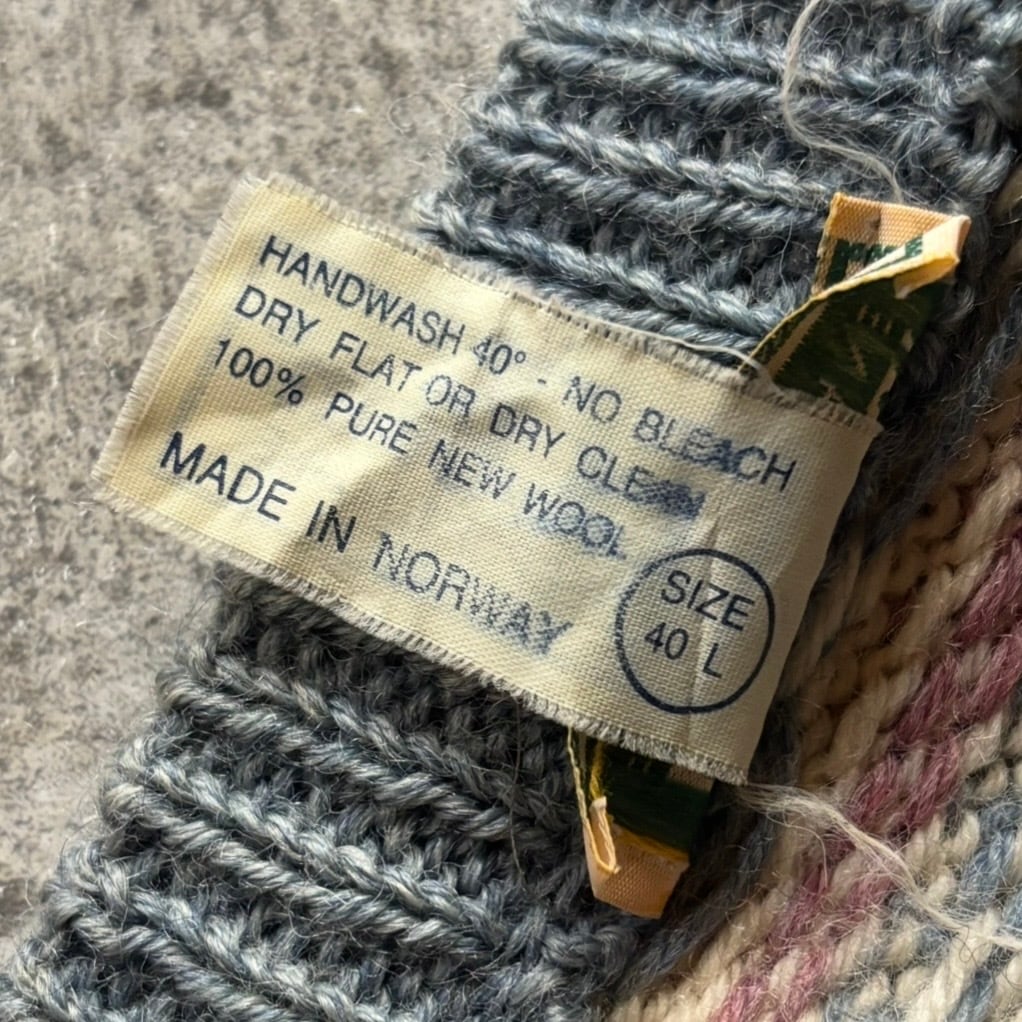 HANDWASH 40° - NO BLEACH
DRY FLAT OR DRY CLEAN
100% PURE NEW WOOL
MADE IN NORWAY
SIZE
40 L